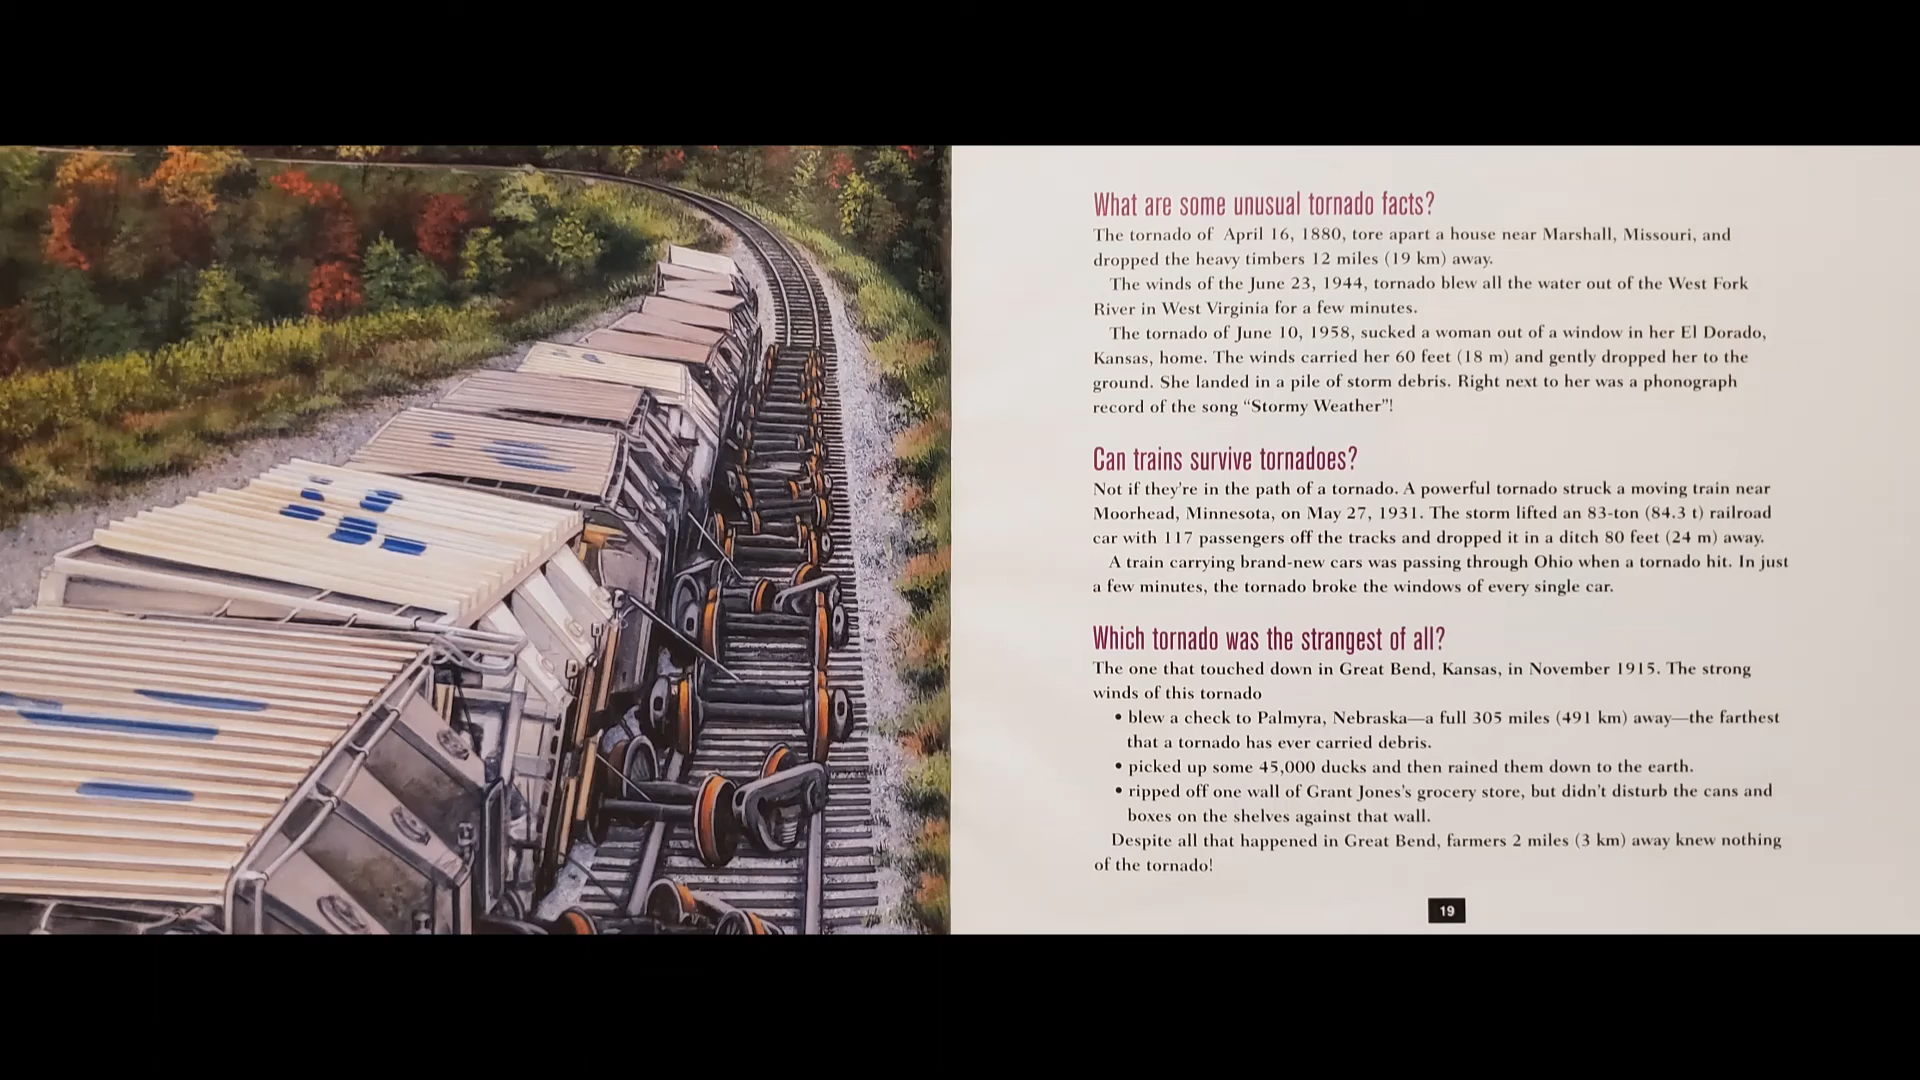 What are some unusual tornado facts?
The tornado of April 16, 1880, tore apart a house near Marshall, Missouri, and
dropped the heavy timbers 12 miles (19 km) away.
The winds of the June 23, 1944, tornado blew all the water out of the West Fork
River in West Virginia for a few minutes.
The tornado of June 10, 1958, sucked a woman out of a window in her El Dorado,
Kansas, home. The winds carried her 60 feet (18 m) and gently dropped her to the
ground. She landed in a pile of storm debris. Right next to her was a phonograph
record of the song “Stormy Weather”!
Can trains survive tornadoes?
Not if they’re in the path of a tornado. A powerful tornado struck a moving train near
Moorhead, Minnesota, on May 27, 1931. The storm lifted an 83-ton (84.3 t) railroad
car with 117 passengers off the tracks and dropped it in a ditch 80 feet (24 m) away.
A train carrying brand-new cars was passing through Ohio when a tornado hit. In just
a few minutes, the tornado broke the windows of every single car.
Which tornado was the strangest of all?
The one that touched down in Great Bend, Kansas, in November 1915. The strong
winds of this tornado
• blew a check to Palmyra, Nebraska—a full 305 miles (491 km) away—the farthest
that a tornado has ever carried debris.
• picked up some 45,000 ducks and then rained them down to the earth.
• ripped off one wall of Grant Jones’s grocery store, but didn’t disturb the cans and
boxes on the shelves against that wall.
Despite all that happened in Great Bend, farmers 2 miles (3 km) away knew nothing
of the tornado!
19